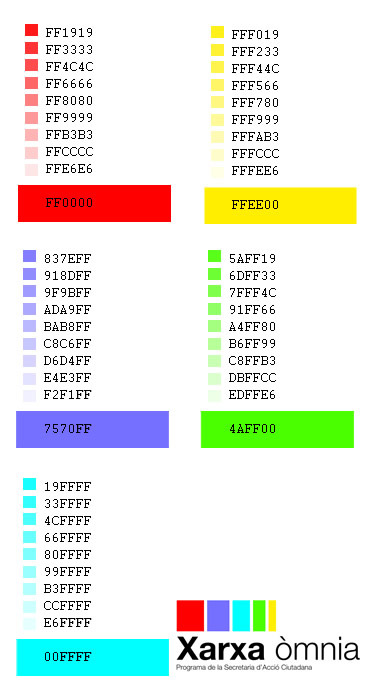 FF1919
FF3333
FF4C4C
FF6666
FF8080
FF9999
FFB3B3
FFCCCC
FFE6E6
FF0000
FFF019
FFF233
FFF44C
FFF566
FFF780
FFF999
FFFAB3
FFFCCC
FFFEE6
FFEE00
837EFF
918DFF
9F9BFF
ADA9FF
BAB8FF
C8C6FF
D6D4FF
E4E3FF
F2F1FF
7570FF
5AFF19
6DFF33
7FFF4C
91FF66
A4FF80
B6FF99
C8FFB3
DBFFCC
EDFFE6
4AFF00
19FFFF
33FFFF
4CFFFF
66FFFF
80FFFF
99FFFF
B3FFFF
CCFFFF
E6FFFF
00FFFF
Xarxa òmnia
Programa de la Secretaria d'Acció Ciutadana